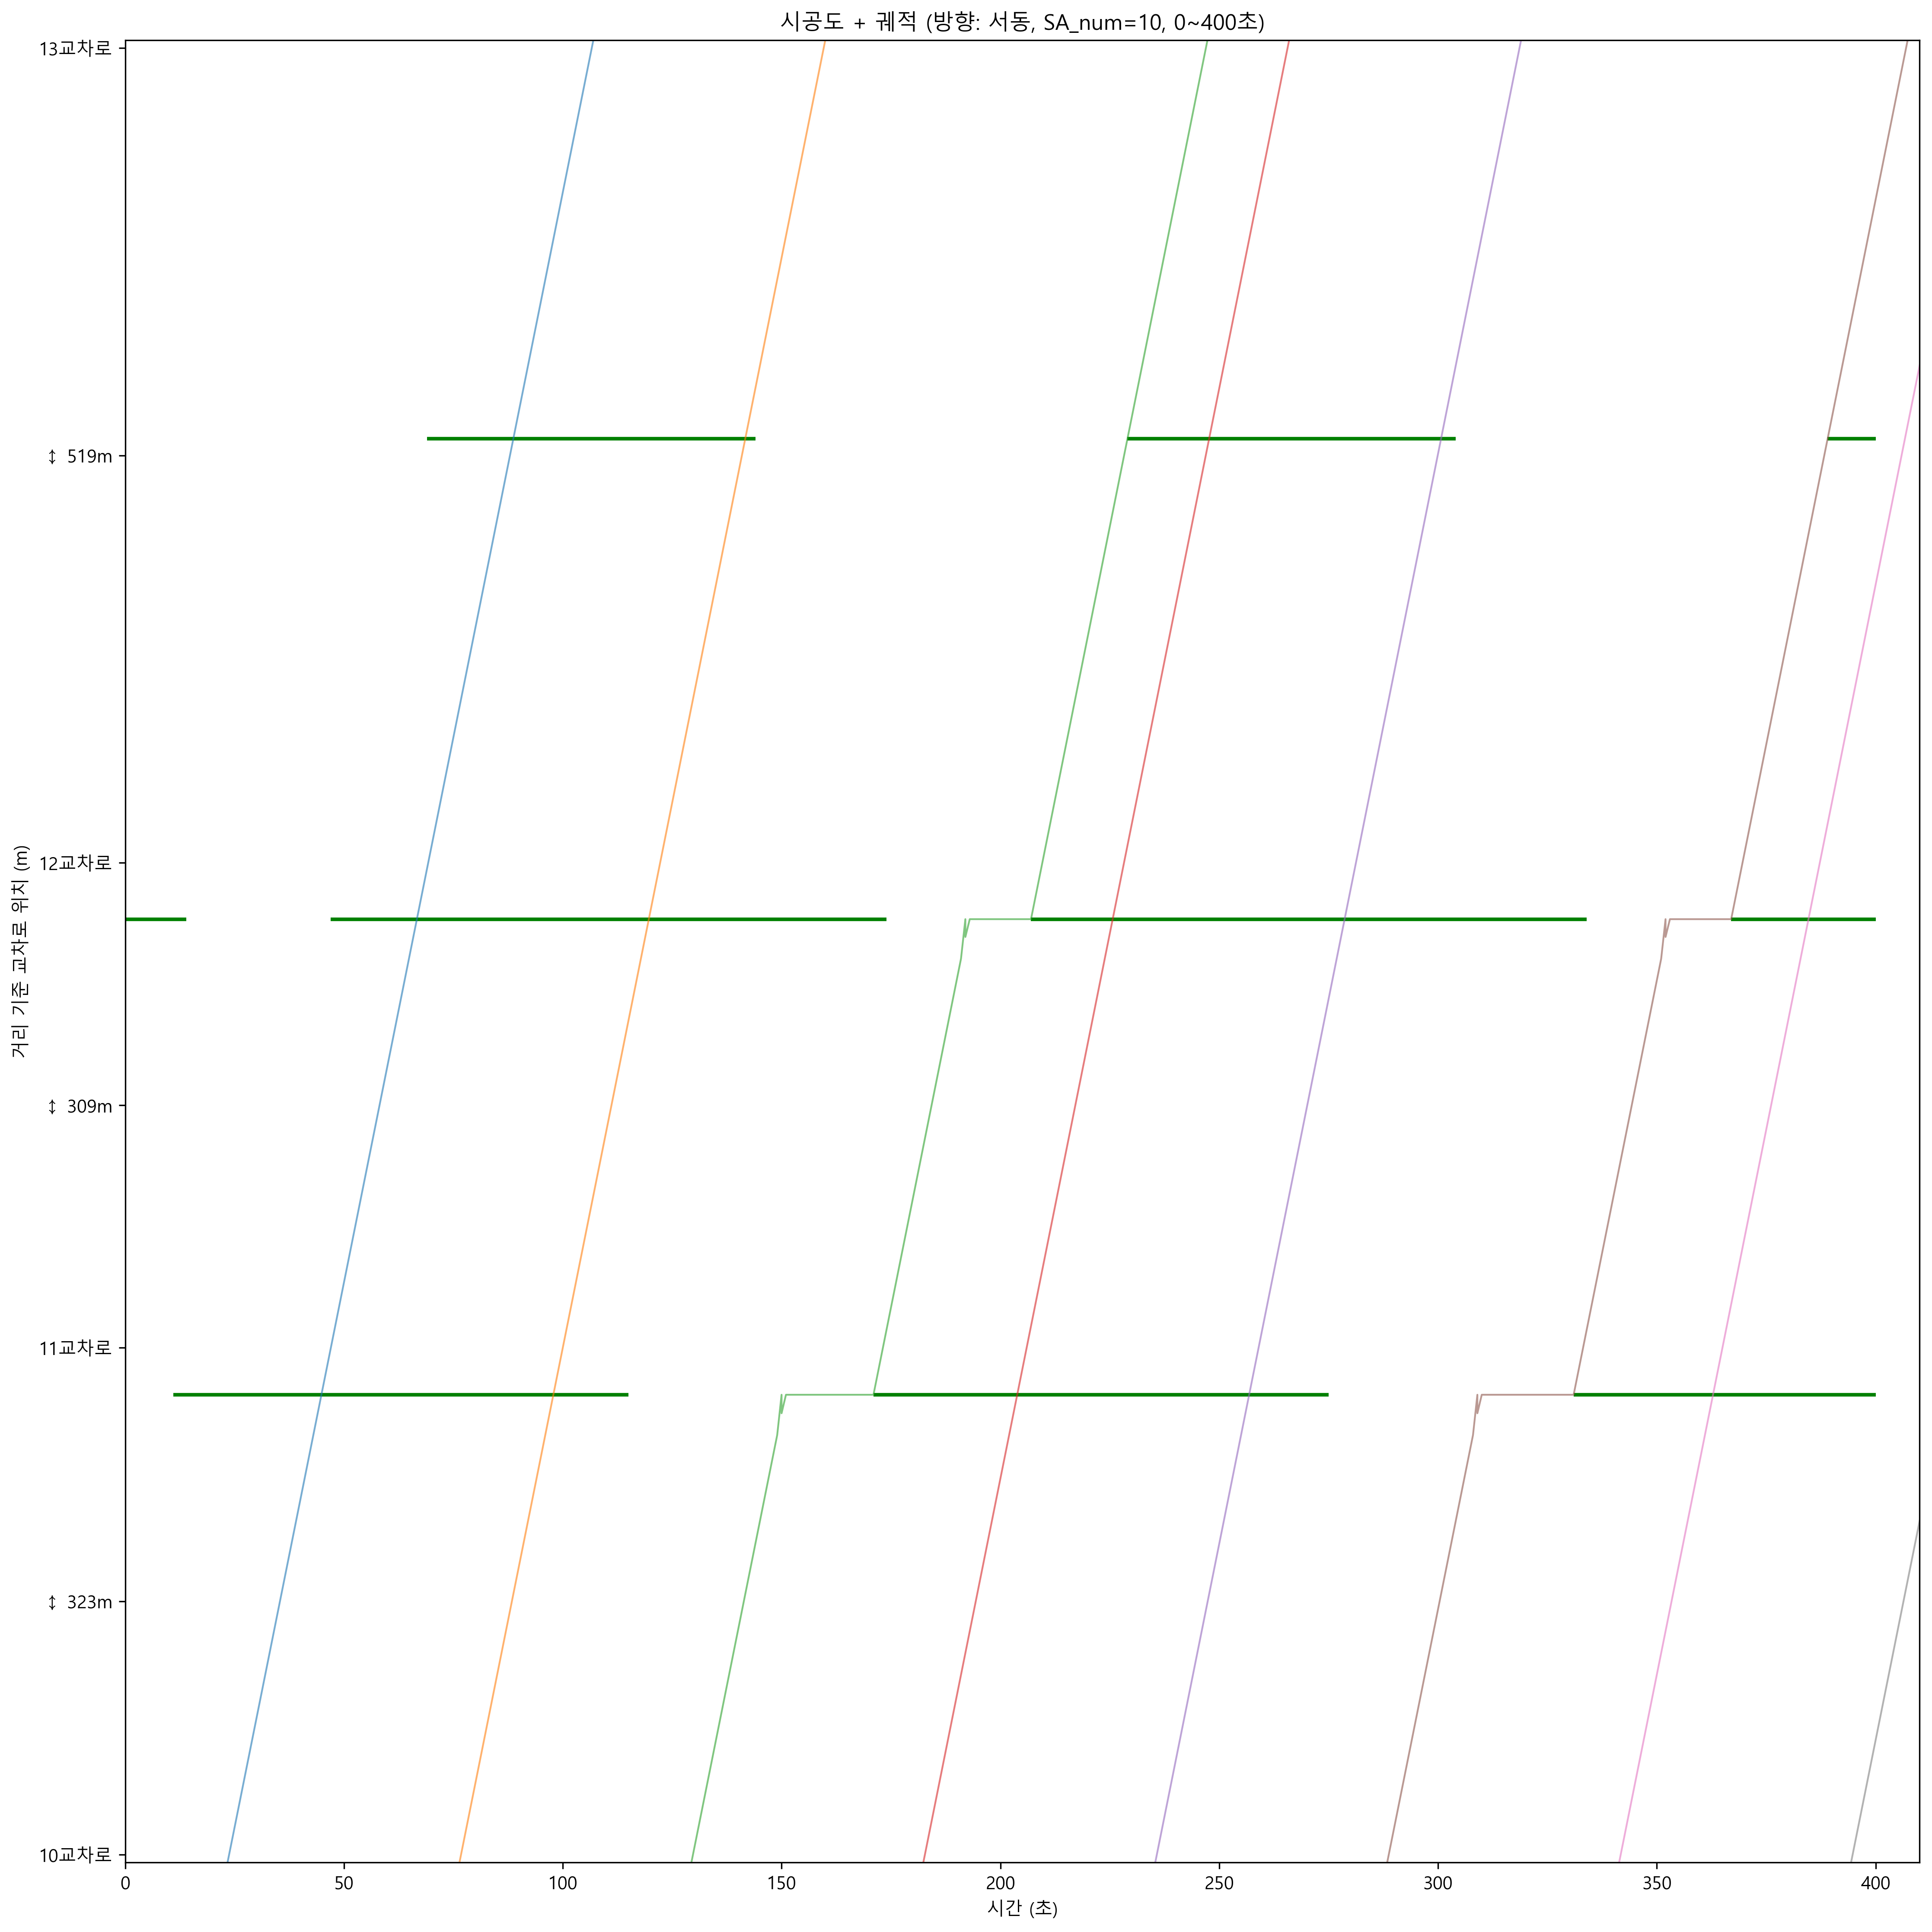 시공도 + 궤적 (방향: 서동, SA_num=10, 0~400초)
13교차로
↕ 519m
12교차로
↕ 309m
11교차로
↕ 323m
10교차로
거리 기준 교차로 위치 (m)
0 50 100 150 200 250 300 350 400
시간 (초)